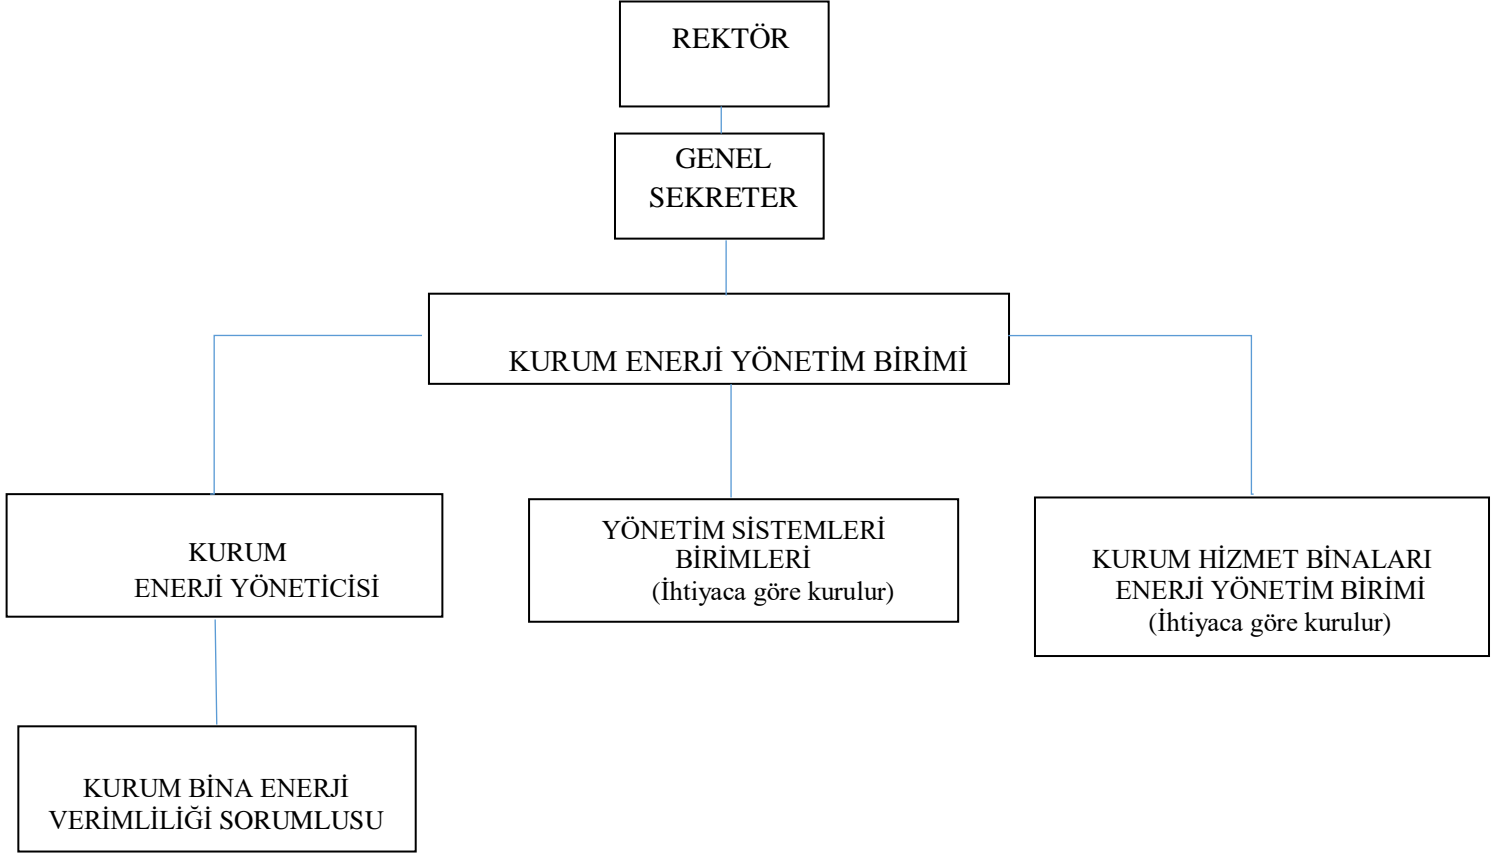 REKTÖR
GENEL
SEKRETER
KURUM ENERJİ YÖNETİM BİRİMİ
KURUM
ENERJİ YÖNETİCİSİ
YÖNETİM SİSTEMLERİ
BİRİMLERİ
(İhtiyaca göre kurulur)
KURUM HİZMET BİNALARI
ENERJİ YÖNETİM BİRİMİ
(İhtiyaca göre kurulur)
KURUM BİNA ENERJİ
VERİMLİLİĞİ SORUMLUSU